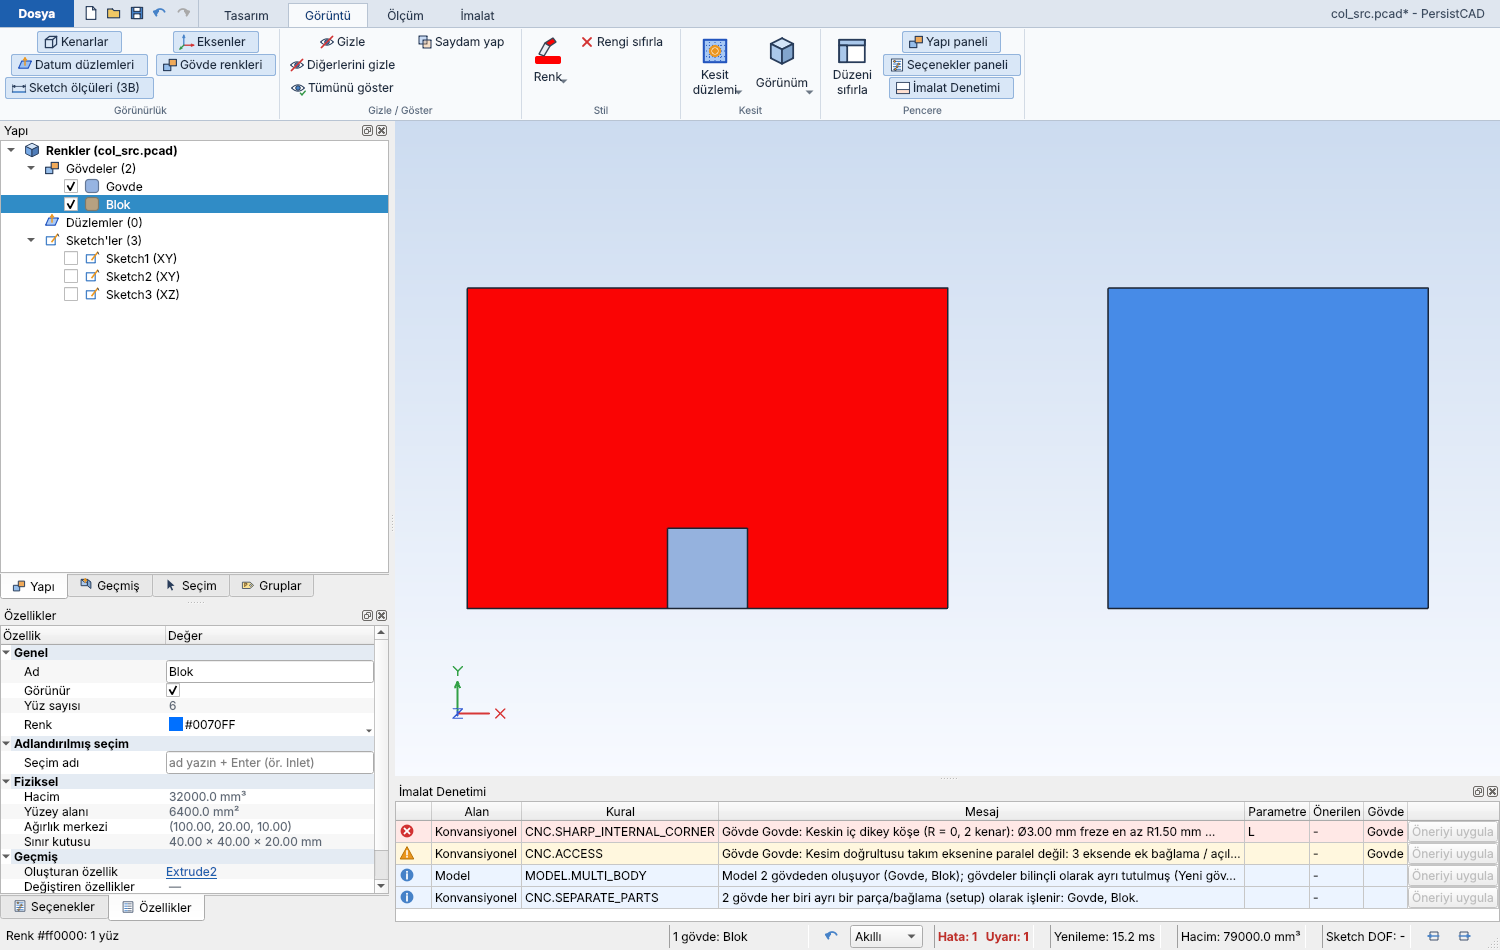 Dosya
Tasarım
Görüntü
Ölçüm
İmalat
col_src.pcad* - PersistCAD
Kenarlar
Eksenler
Datum düzlemleri
Gövde renkleri
Sketch ölçüleri (3B)
Görünürlük
Gizle
Saydam yap
Diğerlerini gizle
Tümünü göster
Gizle / Göster
Renk
Rengi sıfırla
Stil
Kesit
düzlemi
Görünüm
Kesit
Düzeni
sıfırla
Yapı paneli
Seçenekler paneli
İmalat Denetimi
Pencere
Yapı
Renkler (col_src.pcad)
Gövdeler (2)
Govde
Blok
Düzlemler (0)
Sketch'ler (3)
Sketch1 (XY)
Sketch2 (XY)
Sketch3 (XZ)
Yapı
Geçmiş
Seçim
Gruplar
Özellikler
Özellik Değer
Genel
Ad Blok
Görünür
Yüz sayısı 6
Renk #0070FF
Adlandırılmış seçim
Seçim adı ad yazın + Enter (ör. Inlet)
Fiziksel
Hacim 32000.0 mm³
Yüzey alanı 6400.0 mm²
Ağırlık merkezi (100.00, 20.00, 10.00)
Sınır kutusu 40.00 × 40.00 × 20.00 mm
Geçmiş
Oluşturan özellik Extrude2
Değiştiren özellikler —
Seçenekler
Özellikler
Y
Z
X
İmalat Denetimi
Alan Kural Mesaj Parametre Önerilen Gövde
Konvansiyonel CNC.SHARP_INTERNAL_CORNER Gövde Govde: Keskin iç dikey köşe (R = 0, 2 kenar): Ø3.00 mm freze en az R1.50 mm ... L - Govde Öneriyi uygula
Konvansiyonel CNC.ACCESS Gövde Govde: Kesim doğrultusu takım eksenine paralel değil: 3 eksende ek bağlama / açıl... - Govde Öneriyi uygula
Model MODEL.MULTI_BODY Model 2 gövdeden oluşuyor (Govde, Blok); gövdeler bilinçli olarak ayrı tutulmuş (Yeni göv... - Öneriyi uygula
Konvansiyonel CNC.SEPARATE_PARTS 2 gövde her biri ayrı bir parça/bağlama (setup) olarak işlenir: Govde, Blok. - Öneriyi uygula
Renk #ff0000: 1 yüz
1 gövde: Blok
Akıllı
Hata: 1 Uyarı: 1
Yenileme: 15.2 ms
Hacim: 79000.0 mm³
Sketch DOF: -